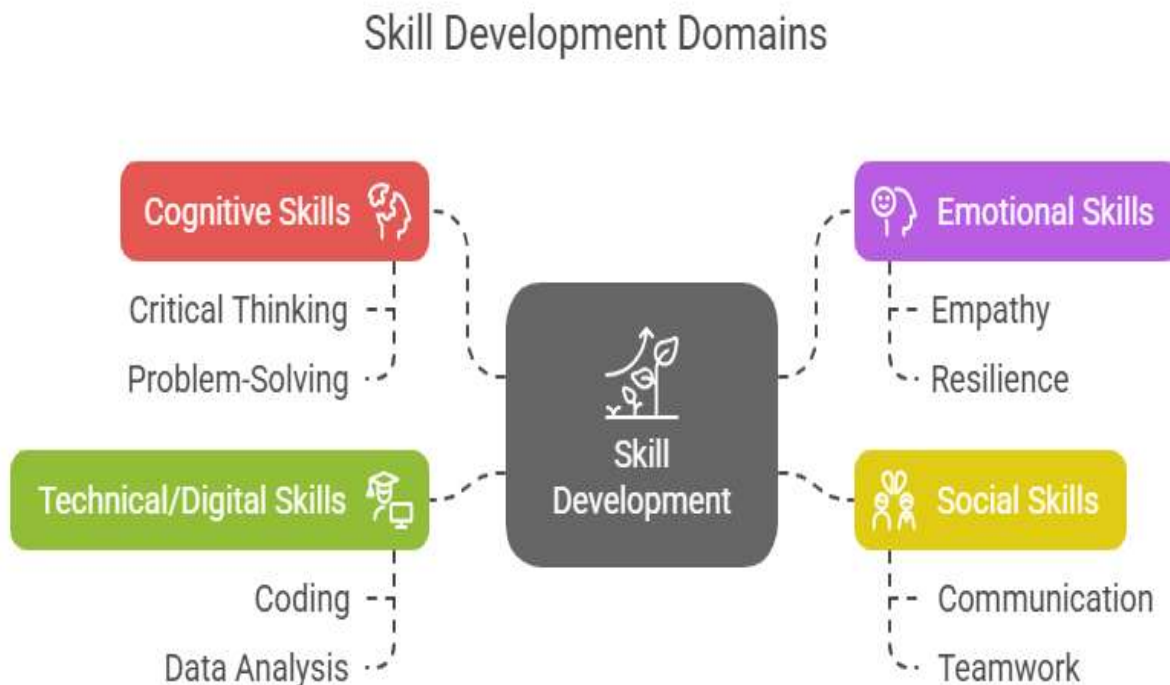 Skill Development Domains
Cognitive Skills
Critical Thinking
Problem-Solving
Technical/Digital Skills
Coding
Data Analysis
Skill
Development
Emotional Skills
Empathy
Resilience
Social Skills
Communication
Teamwork